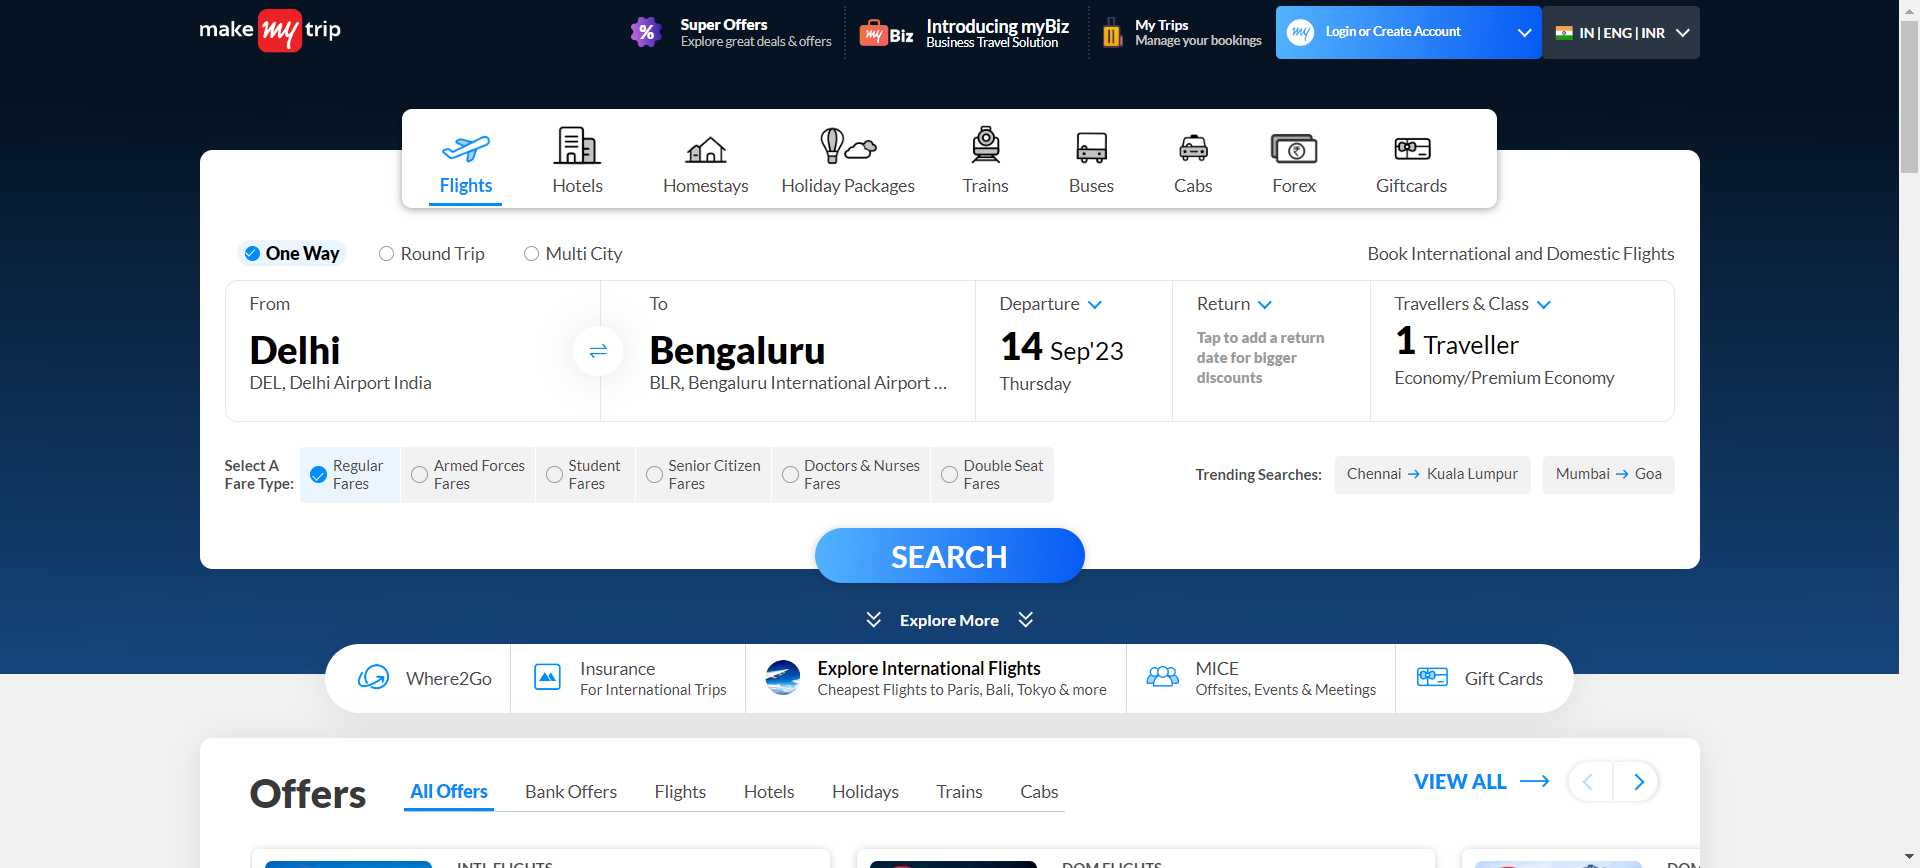 make my trip
%
Super Offers
Explore great deals & offers
my Biz
Introducing myBiz
Business Travel Solution
My Trips
Manage your bookings
my
Login or Create Account
IN | ENG | INR
Flights
Hotels
Homestays
Holiday Packages
Trains
Buses
Cabs
Forex
Giftcards
One Way
Round Trip
Multi City
Book International and Domestic Flights
From
Delhi
DEL, Delhi Airport India
To
Bengaluru
BLR, Bengaluru International Airport ...
Departure
14 Sep'23
Thursday
Return
Tap to add a return
date for bigger
discounts
Travellers & Class
1 Traveller
Economy/Premium Economy
Select A
Fare Type:
Regular
Fares
Armed Forces
Fares
Student
Fares
Senior Citizen
Fares
Doctors & Nurses
Fares
Double Seat
Fares
Trending Searches:
Chennai → Kuala Lumpur
Mumbai → Goa
SEARCH
Explore More
Where2Go
Insurance
For International Trips
Explore International Flights
Cheapest Flights to Paris, Bali, Tokyo & more
MICE
Offsites, Events & Meetings
Gift Cards
Offers
All Offers
Bank Offers
Flights
Hotels
Holidays
Trains
Cabs
VIEW ALL
INTL FLIGHTS
DOM FLIGHTS
DOM